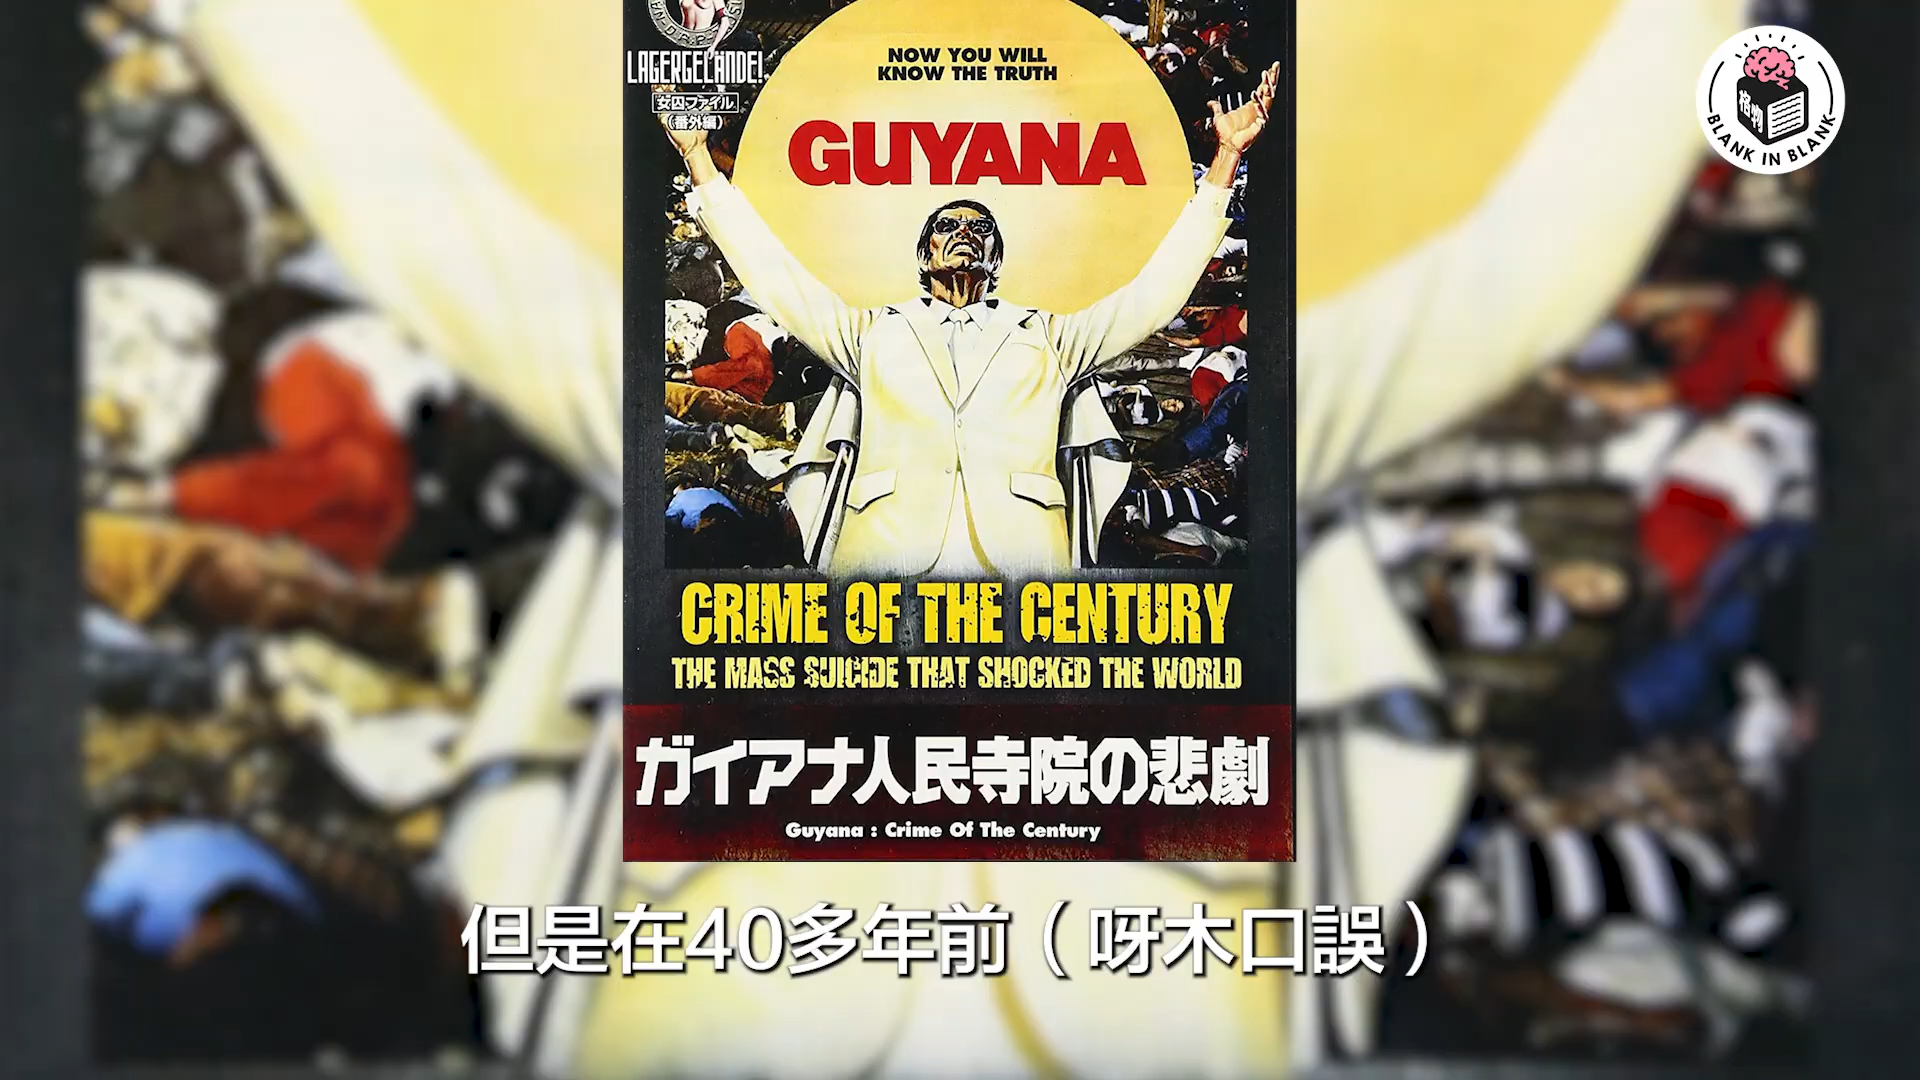 LAGERGELÄNDE!
女囚ファイル
(番外編)
NOW YOU WILL
KNOW THE TRUTH
GUYANA
CRIME OF THE CENTURY
THE MASS SUICIDE THAT SHOCKED THE WORLD
ガイアナ人民寺院の悲劇
Guyana : Crime Of The Century
格物
BLANK IN BLANK
但是在40多年前（呀木口誤）